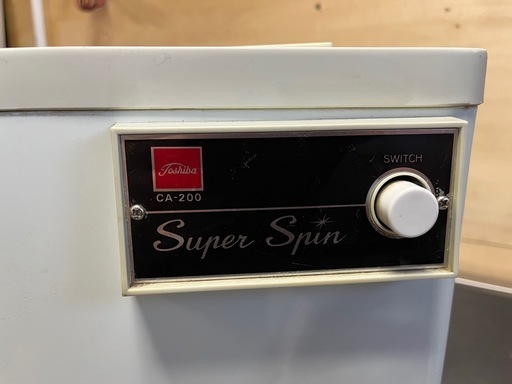 Toshiba
CA-200
SWITCH
Super Spin